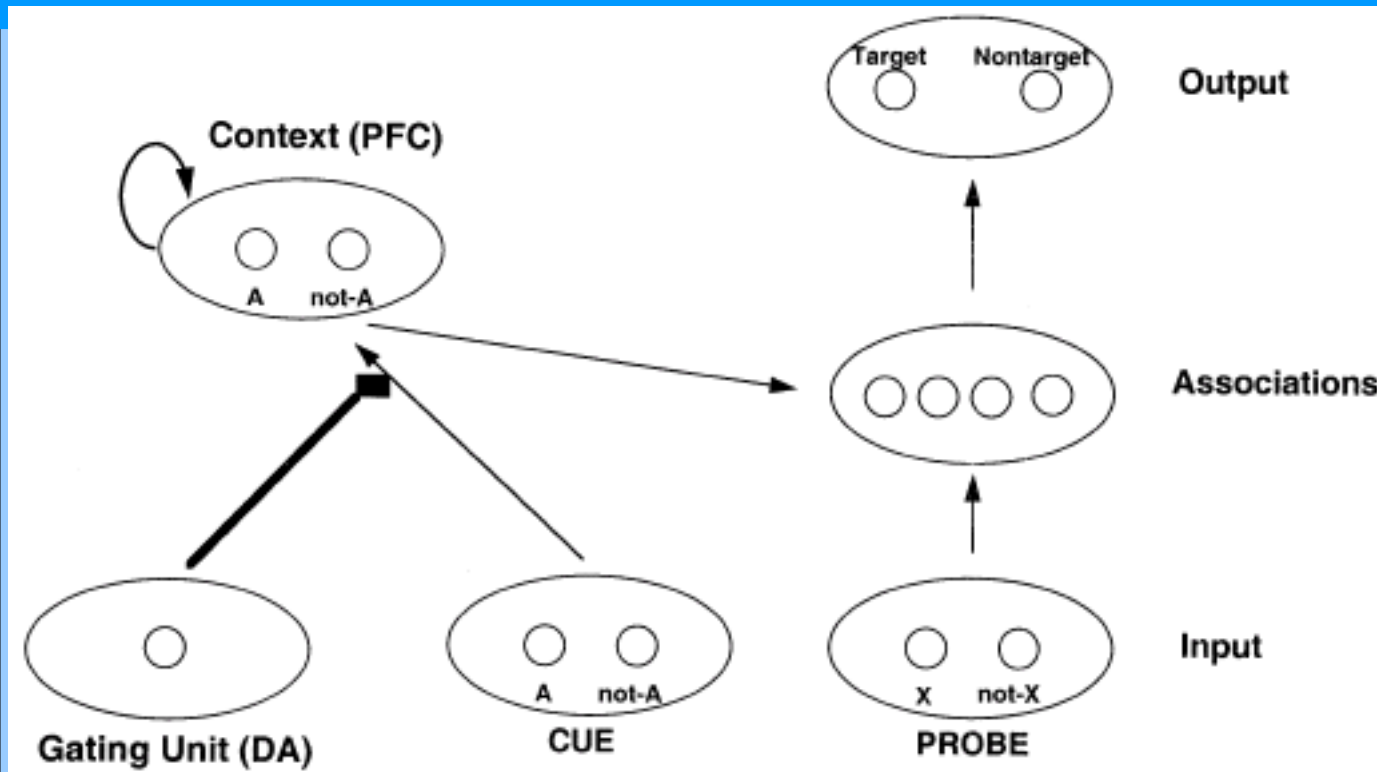 Target Nontarget
Output
Context (PFC)
A not-A
Associations
A not-A
X not-X
Input
Gating Unit (DA)
CUE
PROBE